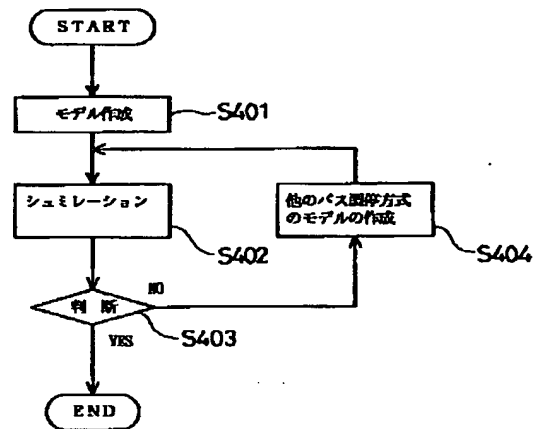 START
モデル作成
S401
シュミレーション
S402
他のバス調停方式
のモデルの作成
S404
判断
NO
S403
YES
END